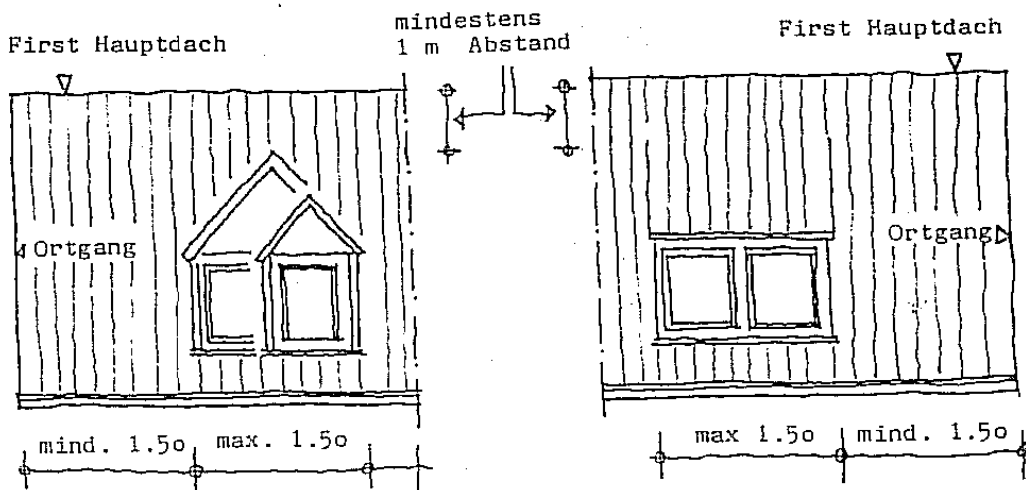 First Hauptdach
mindestens
1 m Abstand
First Hauptdach
Ortgang
Ortgang
mind. 1.5o
max. 1.5o
max 1.5o
mind. 1.5o